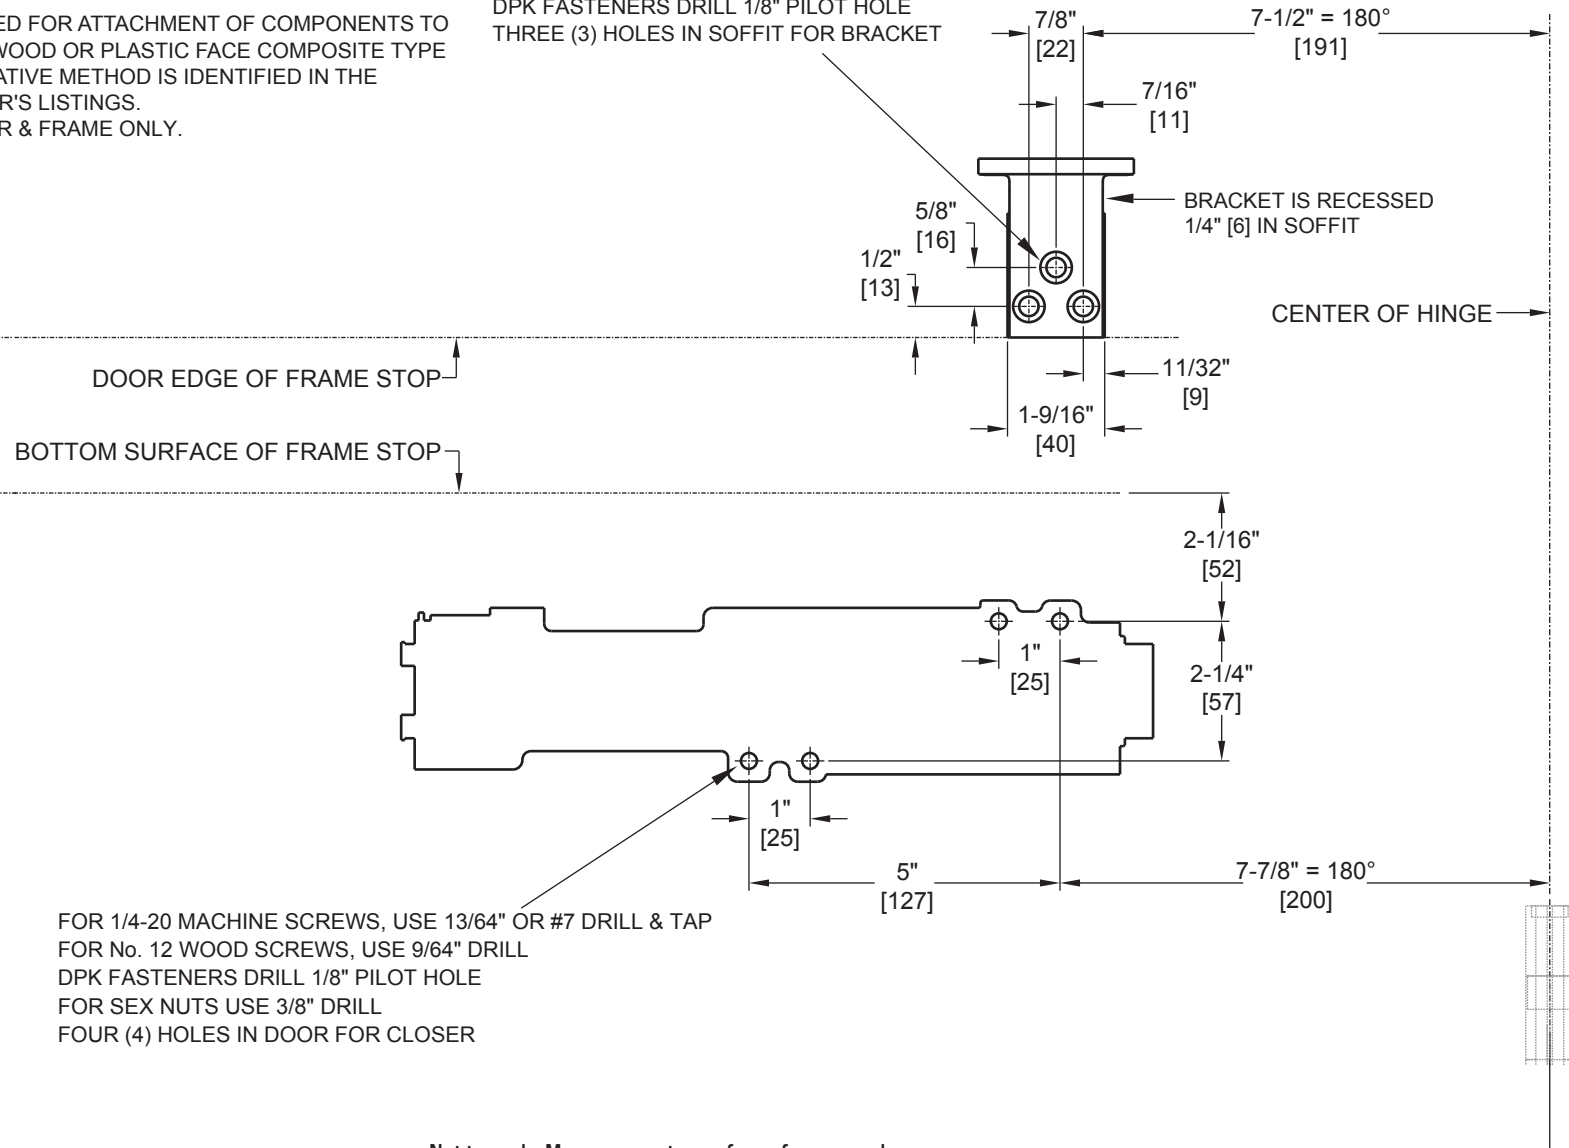 ED FOR ATTACHMENT OF COMPONENTS TO
WOOD OR PLASTIC FACE COMPOSITE TYPE
ATIVE METHOD IS IDENTIFIED IN THE
R'S LISTINGS.
R & FRAME ONLY.
DPK FASTENERS DRILL 1/8" PILOT HOLE
THREE (3) HOLES IN SOFFIT FOR BRACKET
7/8"
[22]
7-1/2" = 180°
[191]
7/16"
[11]
BRACKET IS RECESSED
1/4" [6] IN SOFFIT
5/8"
[16]
1/2"
[13]
CENTER OF HINGE
DOOR EDGE OF FRAME STOP
11/32"
[9]
1-9/16"
[40]
BOTTOM SURFACE OF FRAME STOP
2-1/16"
[52]
1"
[25]
2-1/4"
[57]
1"
[25]
5"
[127]
7-7/8" = 180°
[200]
FOR 1/4-20 MACHINE SCREWS, USE 13/64" OR #7 DRILL & TAP
FOR No. 12 WOOD SCREWS, USE 9/64" DRILL
DPK FASTENERS DRILL 1/8" PILOT HOLE
FOR SEX NUTS USE 3/8" DRILL
FOUR (4) HOLES IN DOOR FOR CLOSER